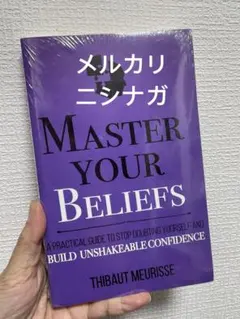 メルカリ
ニシナガ
MASTER
YOUR
BELIEFS
A PRACTICAL GUIDE TO STOP DOUBTING YOURSELF AND
BUILD UNSHAKEABLE CONFIDENCE
THIBAUT MEURISSE